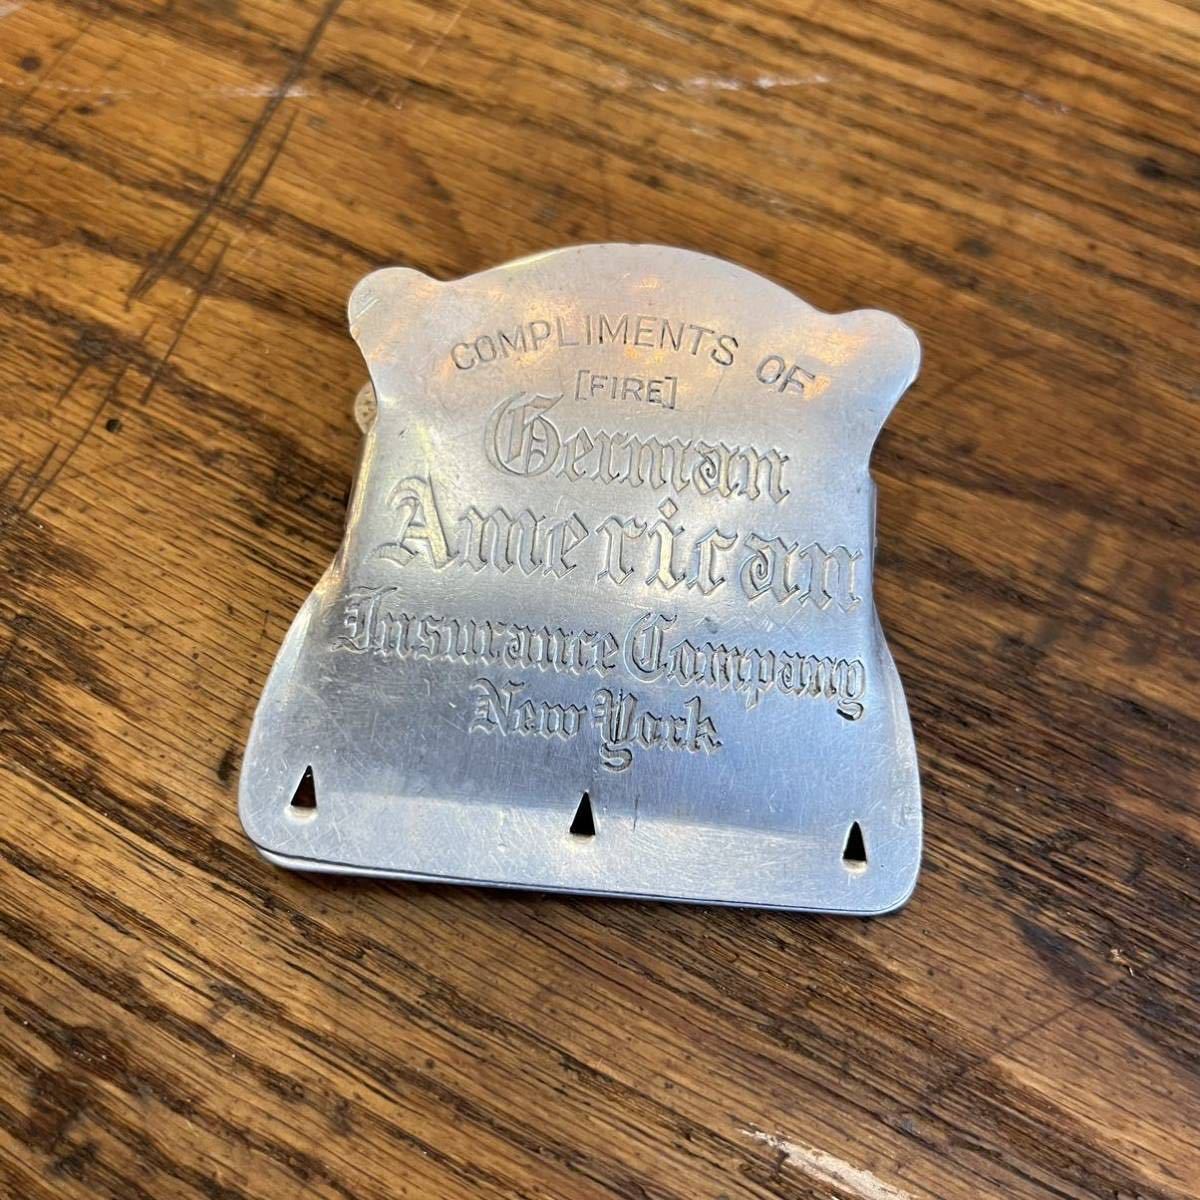 COMPLIMENTS OF
[FIRE]
German
American
Insurance Company
New York